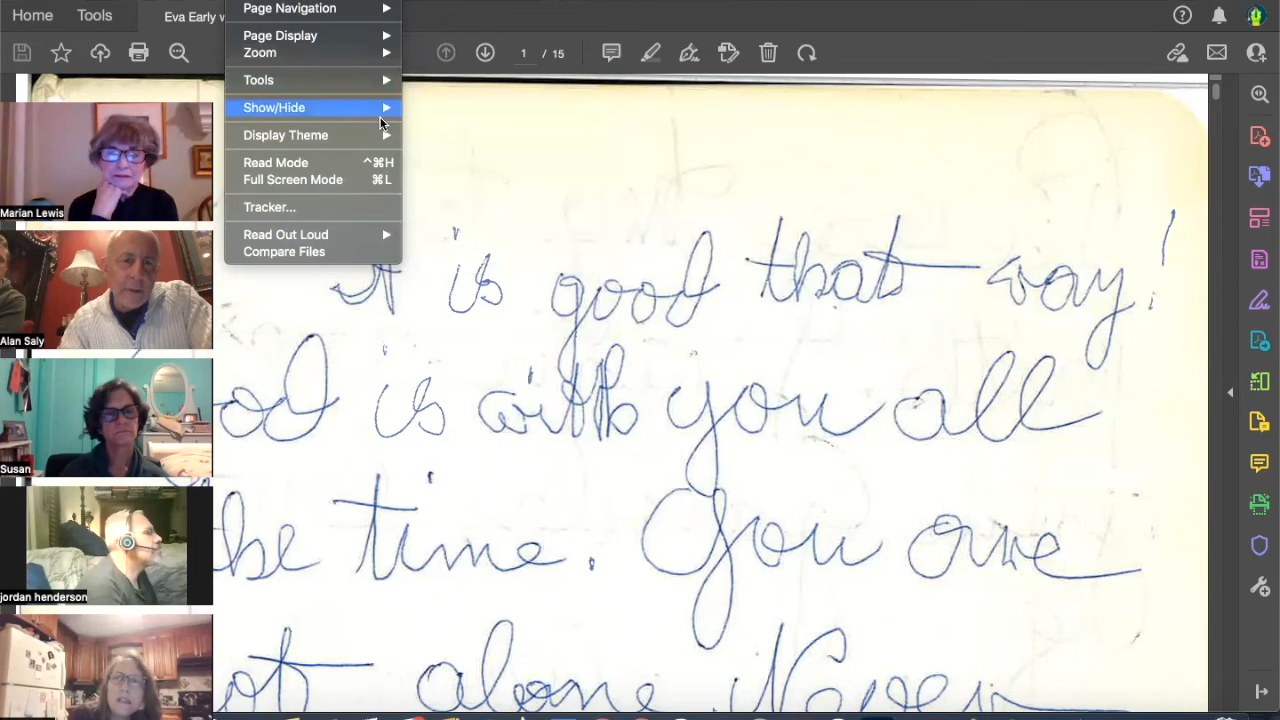 Home
Tools
Eva Early w
1 / 15
Page Navigation
Page Display
Zoom
Tools
Show/Hide
Display Theme
Read Mode ^⌘H
Full Screen Mode ⌘L
Tracker...
Read Out Loud
Compare Files
Marian Lewis
Alan Saly
Susan
jordan henderson
It is good that way!
od is with you all
he time. You are
ot alone. Never